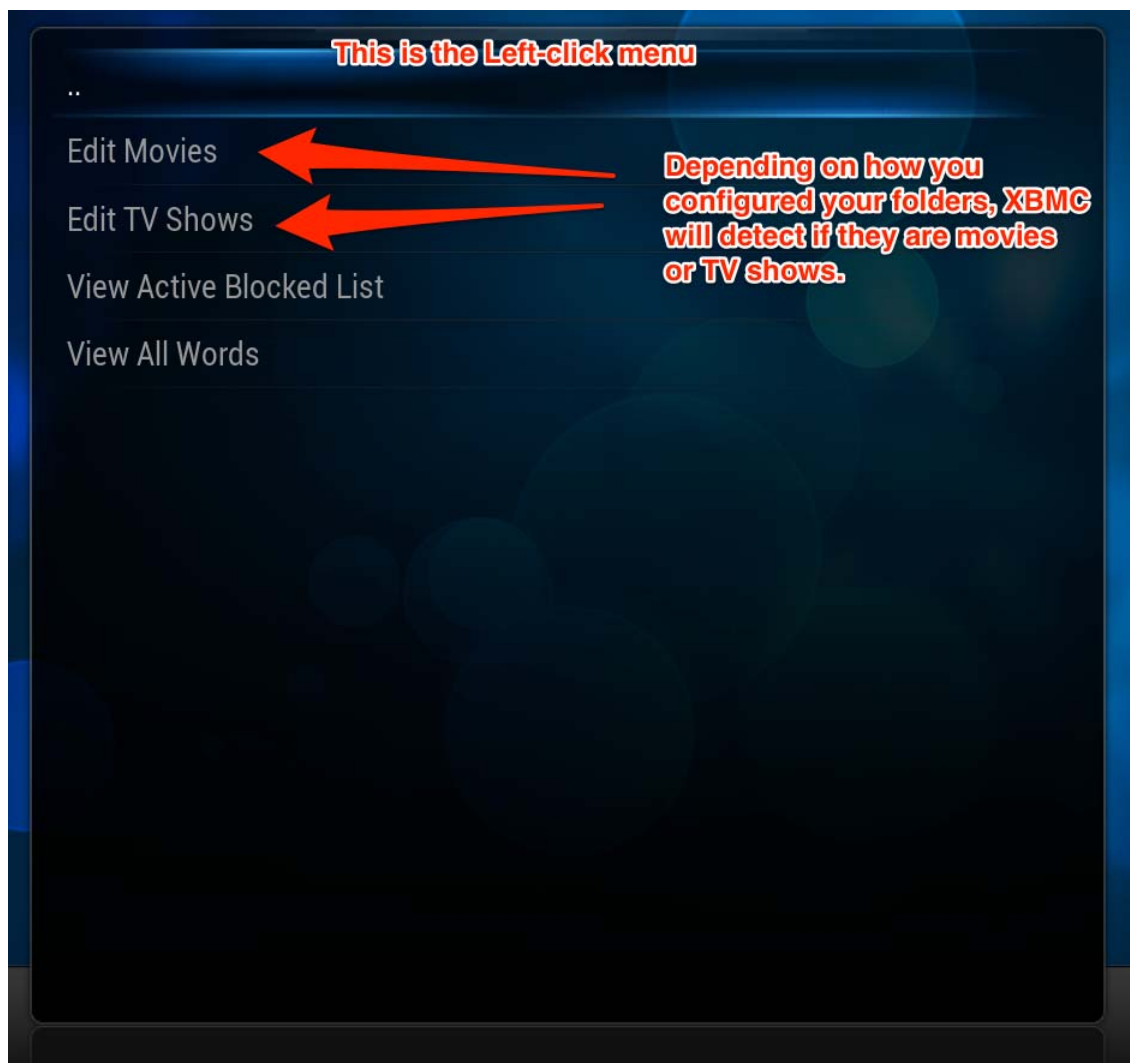 This is the Left-click menu
..
Edit Movies
Edit TV Shows
View Active Blocked List
View All Words
Depending on how you
configured your folders, XBMC
will detect if they are movies
or TV shows.